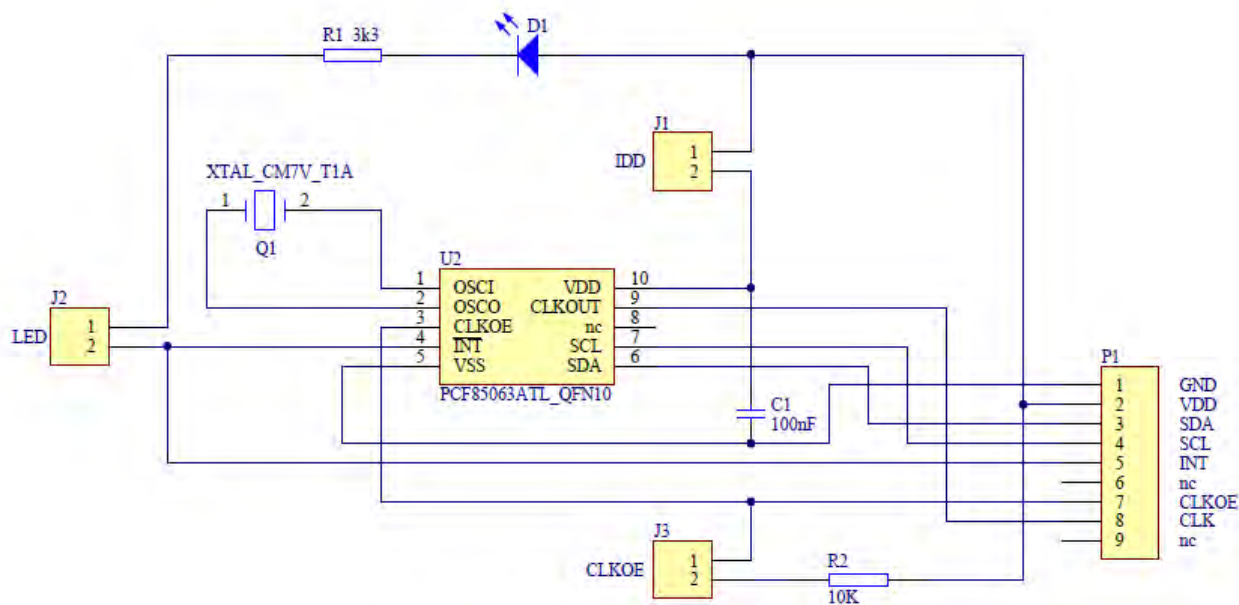 R1 3k3
D1
J1
1
IDD
2
XTAL_CM7V_T1A
1
2
Q1
U2
1 OSCI VDD 10
2 OSCO CLKOUT 9
3 CLKOE nc 8
4 INT SCL 7
5 VSS SDA 6
PCF85063ATL_QFN10
J2
1
LED
2
C1
100nF
P1
1 GND
2 VDD
3 SDA
4 SCL
5 INT
6 nc
7 CLKOE
8 CLK
9 nc
J3
1
CLKOE
2
R2
10K